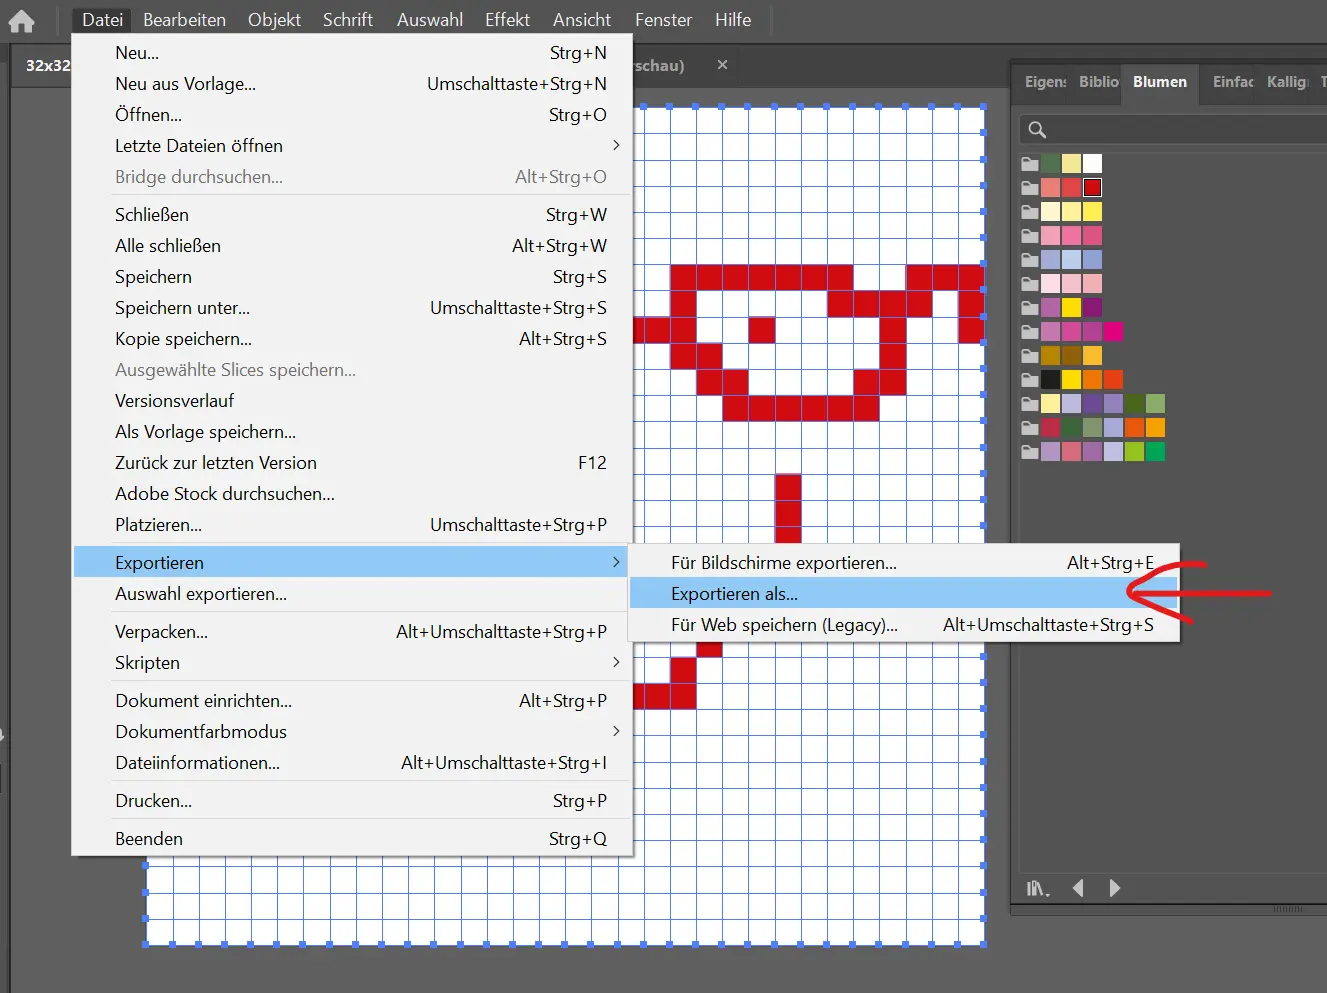 Datei Bearbeiten Objekt Schrift Auswahl Effekt Ansicht Fenster Hilfe
32x32
Eigens Biblio Blumen Einfac Kallig
Neu... Strg+N
Neu aus Vorlage... Umschalttaste+Strg+N
Öffnen... Strg+O
Letzte Dateien öffnen
Bridge durchsuchen... Alt+Strg+O
Schließen Strg+W
Alle schließen Alt+Strg+W
Speichern Strg+S
Speichern unter... Umschalttaste+Strg+S
Kopie speichern... Alt+Strg+S
Ausgewählte Slices speichern...
Versionsverlauf
Als Vorlage speichern...
Zurück zur letzten Version F12
Adobe Stock durchsuchen...
Platzieren... Umschalttaste+Strg+P
Exportieren
Auswahl exportieren...
Verpacken... Alt+Umschalttaste+Strg+P
Skripten
Dokument einrichten... Alt+Strg+P
Dokumentfarbmodus
Dateiinformationen... Alt+Umschalttaste+Strg+I
Drucken... Strg+P
Beenden Strg+Q
Für Bildschirme exportieren... Alt+Strg+E
Exportieren als...
Für Web speichern (Legacy)... Alt+Umschalttaste+Strg+S